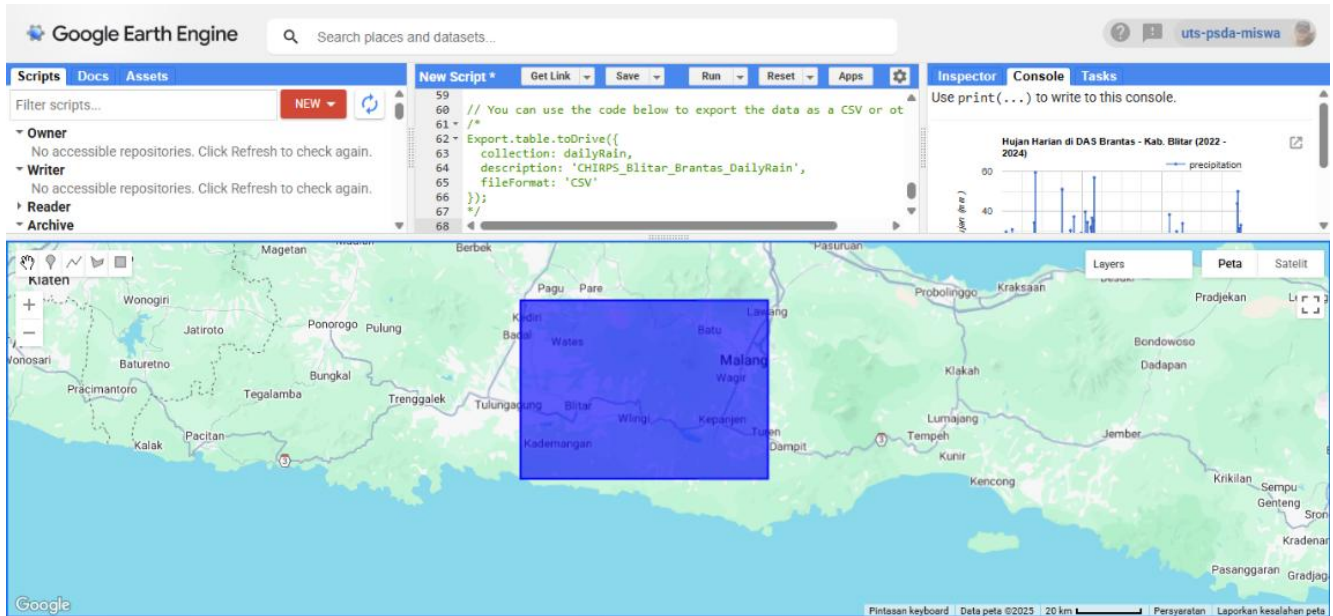 Google Earth Engine
Search places and datasets...
uts-psda-miswa
Scripts Docs Assets
Filter scripts...
NEW
Owner
No accessible repositories. Click Refresh to check again.
Writer
No accessible repositories. Click Refresh to check again.
Reader
Archive
New Script *
Get Link Save Run Reset Apps
59
60 // You can use the code below to export the data as a CSV or ot
61 /*
62 Export.table.toDrive({
63 collection: dailyRain,
64 description: 'CHIRPS_Blitar_Brantas_DailyRain',
65 fileFormat: 'CSV'
66 });
67 */
68
Inspector Console Tasks
Use print(...) to write to this console.
Hujan Harian di DAS Brantas - Kab. Blitar (2022 -
2024)
precipitation
60
40
Layers
Peta Satelit
Magetan
Berbek
Pasuruan
Klaten
Wonogiri
Pagu Pare
Probolinggo Kraksaan
Pradjekan
Jatiroto
Ponorogo Pulung
Kediri
Lawang
Badal Wates
Batu
Bondowoso
Baturetno
Malang
Dadapan
Bungkal
Wagir
Klakah
Pracimantoro
Tegalamba
Trenggalek
Tulungagung Blitar
Wlingi
Kepanjen
Lumajang
Pacitan
Turen
Tempeh
Jember
Kalak
Kademangan
Dampit
3
3
Kunir
Kencong
Krikilan
Sempu
Genteng
Kradenan
Pasanggaran
Google
Pintasan keyboard Data peta ©2025 20 km Persyaratan Laporkan kesalahan peta